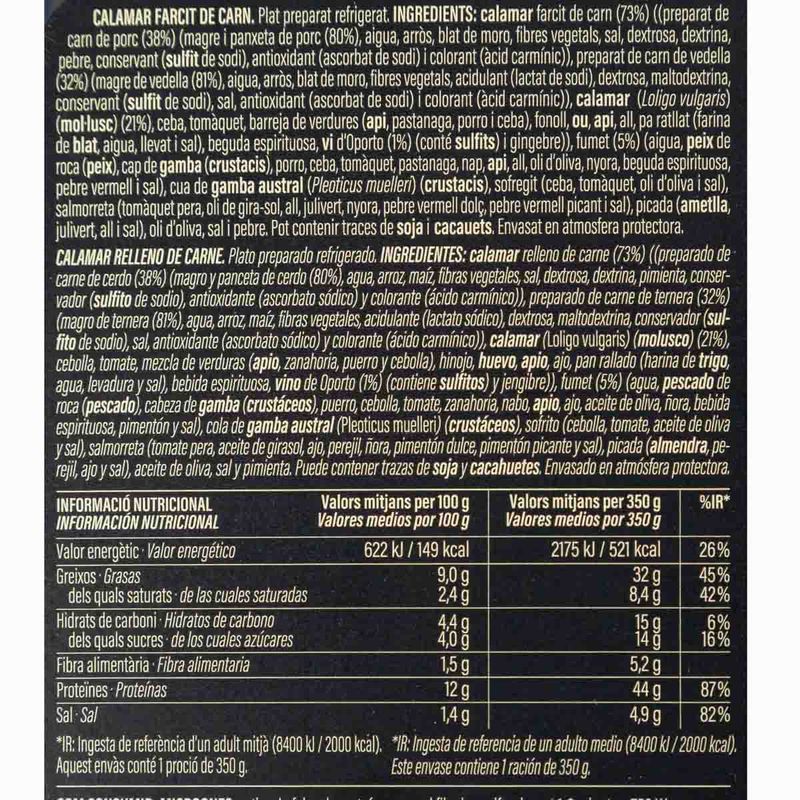 CALAMAR FARCIT DE CARN. Plat preparat refrigerat. INGREDIENTS: calamar farcit de carn (73%) ((preparat de
carn de porc (38%) (magre i panxeta de porc (80%), aigua, arròs, blat de moro, fibres vegetals, sal, dextrosa, dextrina,
pebre, conservant (sulfit de sodi), antioxidant (ascorbat de sodi) i colorant (àcid carmínic)), preparat de carn de vedella
(32%) (magre de vedella (81%), aigua, arròs, blat de moro, fibres vegetals, acidulant (lactat de sodi), dextrosa, maltodextrina,
conservant (sulfit de sodi), sal, antioxidant (ascorbat de sodi) i colorant (àcid carmínic)), calamar (Loligo vulgaris)
(mol·lusc) (21%), ceba, tomàquet, barreja de verdures (api, pastanaga, porro i ceba), fonoll, ou, api, all, pa ratllat (farina
de blat, aigua, llevat i sal), beguda espirituosa, vi d'Oporto (1%) (conté sulfits) i gingebre)), fumet (5%) (aigua, peix de
roca (peix), cap de gamba (crustacis), porro, ceba, tomàquet, pastanaga, nap, api, all, oli d'oliva, nyora, beguda espirituosa,
pebre vermell i sal), cua de gamba austral (Pleoticus muelleri) (crustacis), sofregit (ceba, tomàquet, oli d'oliva i sal),
salmorreta (tomàquet pera, oli de gira-sol, all, julivert, nyora, pebre vermell dolç, pebre vermell picant i sal), picada (ametlla,
julivert, all i sal), oli d'oliva, sal i pebre. Pot contenir traces de soja i cacauets. Envasat en atmosfera protectora.
CALAMAR RELLENO DE CARNE. Plato preparado refrigerado. INGREDIENTES: calamar relleno de carne (73%) ((preparado de
carne de cerdo (38%) (magro y panceta de cerdo (80%), agua, arroz, maíz, fibras vegetales, sal, dextrosa, dextrina, pimienta, conser-
vador (sulfito de sodio), antioxidante (ascorbato sódico) y colorante (ácido carmínico)), preparado de carne de ternera (32%)
(magro de ternera (81%), agua, arroz, maíz, fibras vegetales, acidulante (lactato sódico), dextrosa, maltodextrina, conservador (sul-
fito de sodio), sal, antioxidante (ascorbato sódico) y colorante (ácido carmínico)), calamar (Loligo vulgaris) (molusco) (21%),
cebolla, tomate, mezcla de verduras (apio, zanahoria, puerro y cebolla), hinojo, huevo, apio, ajo, pan rallado (harina de trigo,
agua, levadura y sal), bebida espirituosa, vino de Oporto (1%) (contiene sulfitos) y jengibre)), fumet (5%) (agua, pescado de
roca (pescado), cabeza de gamba (crustáceos), puerro, cebolla, tomate, zanahoria, nabo, apio, ajo, aceite de oliva, ñora, bebida
espirituosa, pimentón y sal), cola de gamba austral (Pleoticus muelleri) (crustáceos), sofrito (cebolla, tomate, aceite de oliva
y sal), salmorreta (tomate pera, aceite de girasol, ajo, perejil, ñora, pimentón dulce, pimentón picante y sal), picada (almendra, pe-
rejil, ajo y sal), aceite de oliva, sal y pimienta. Puede contener trazas de soja y cacahuetes. Envasado en atmósfera protectora.
INFORMACIÓ NUTRICIONAL Valors mitjans per 100 g Valors mitjans per 350 g %IR*
INFORMACIÓN NUTRICIONAL Valores medios por 100 g Valores medios por 350 g
Valor energètic · Valor energético 622 kJ / 149 kcal 2175 kJ / 521 kcal 26%
Greixos · Grasas 9,0 g 32 g 45%
dels quals saturats · de las cuales saturadas 2,4 g 8,4 g 42%
Hidrats de carboni · Hidratos de carbono 4,4 g 15 g 6%
dels quals sucres · de los cuales azúcares 4,0 g 14 g 16%
Fibra alimentària · Fibra alimentaria 1,5 g 5,2 g
Proteïnes · Proteínas 12 g 44 g 87%
Sal · Sal 1,4 g 4,9 g 82%
*IR: Ingesta de referència d'un adult mitjà (8400 kJ / 2000 kcal). *IR: Ingesta de referencia de un adulto medio (8400 kJ / 2000 kcal).
Aquest envàs conté 1 proció de 350 g. Este envase contiene 1 ración de 350 g.